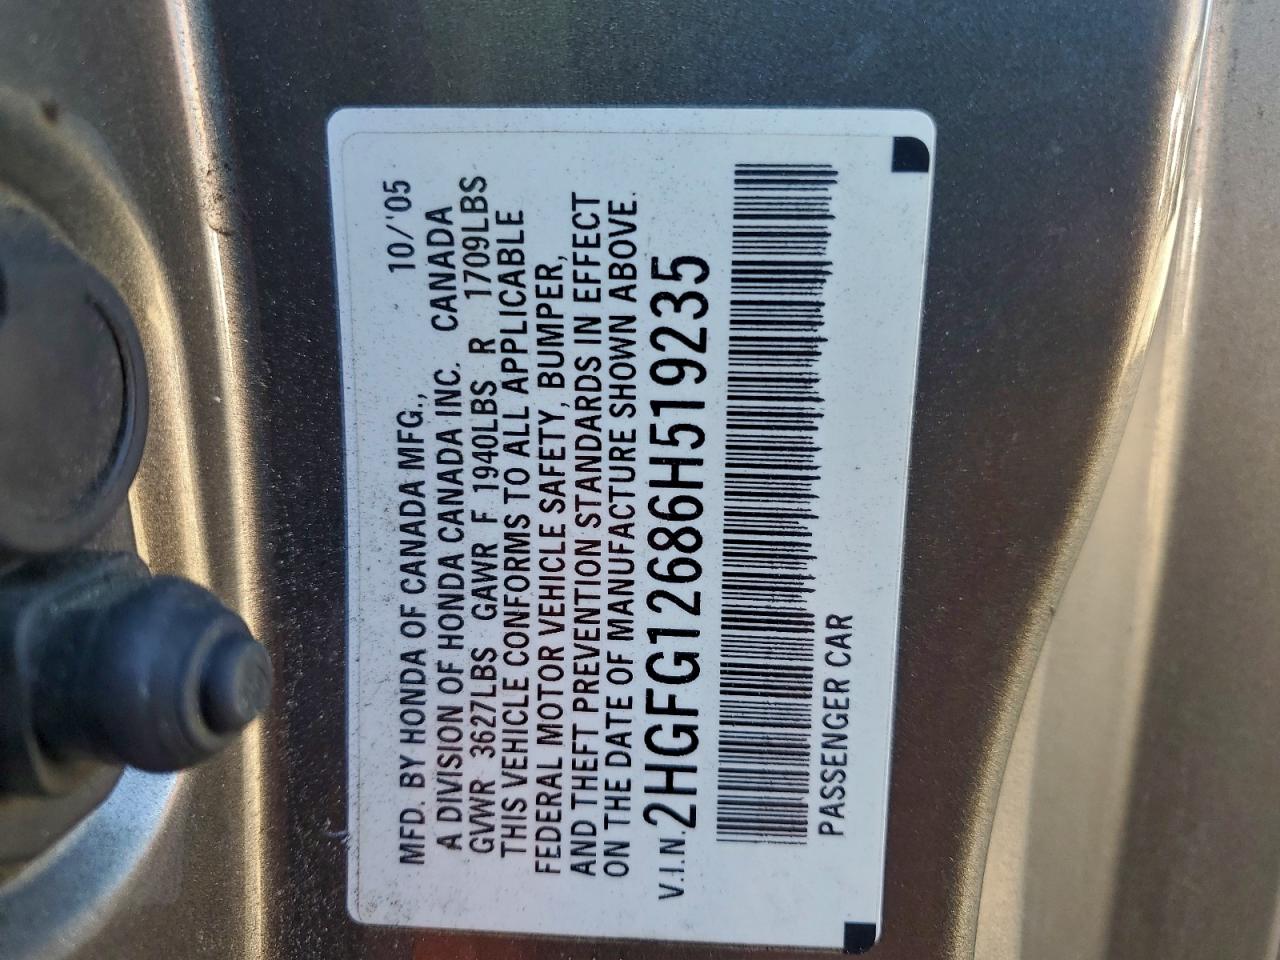 MFD. BY HONDA OF CANADA MFG., 10/'05
A DIVISION OF HONDA CANADA INC. CANADA
GVWR 3627LBS GAWR F 1940LBS R 1709LBS
THIS VEHICLE CONFORMS TO ALL APPLICABLE
FEDERAL MOTOR VEHICLE SAFETY, BUMPER,
AND THEFT PREVENTION STANDARDS IN EFFECT
ON THE DATE OF MANUFACTURE SHOWN ABOVE.
V.I.N. 2HGFG12686H519235
PASSENGER CAR